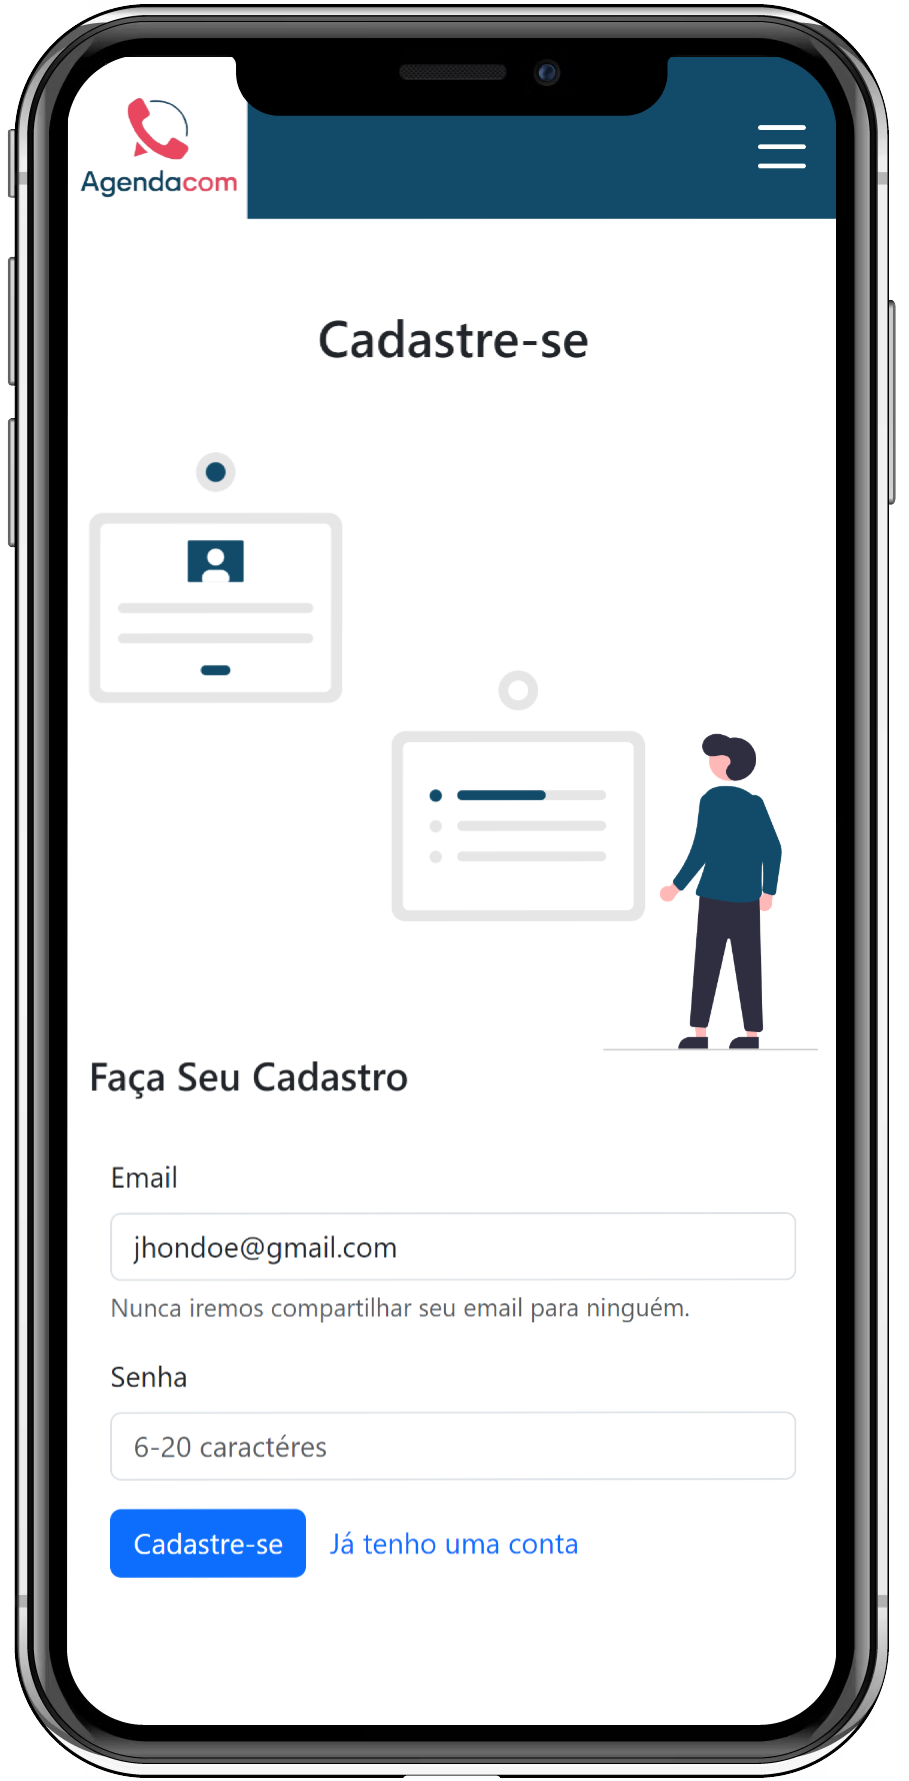 Agendacom
Cadastre-se
Faça Seu Cadastro
Email
jhondoe@gmail.com
Nunca iremos compartilhar seu email para ninguém.
Senha
6-20 caractéres
Cadastre-se Já tenho uma conta